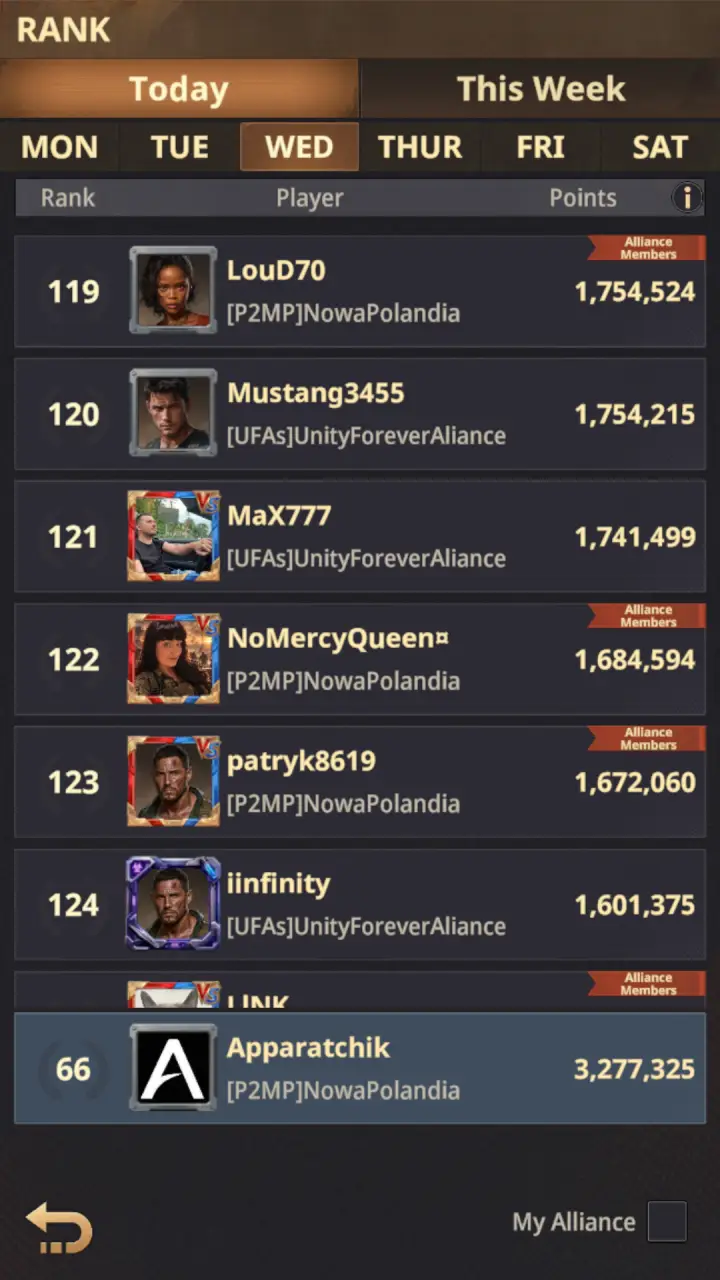 RANK
Today
This Week
MON
TUE
WED
THUR
FRI
SAT
Rank
Player
Points
i
Alliance
Members
119
LouD70
[P2MP]NowaPolandia
1,754,524
120
Mustang3455
[UFAs]UnityForeverAliance
1,754,215
121
MaX777
[UFAs]UnityForeverAliance
1,741,499
Alliance
Members
122
NoMercyQueen¤
[P2MP]NowaPolandia
1,684,594
Alliance
Members
123
patryk8619
[P2MP]NowaPolandia
1,672,060
124
iinfinity
[UFAs]UnityForeverAliance
1,601,375
Alliance
Members
66
Apparatchik
[P2MP]NowaPolandia
3,277,325
My Alliance